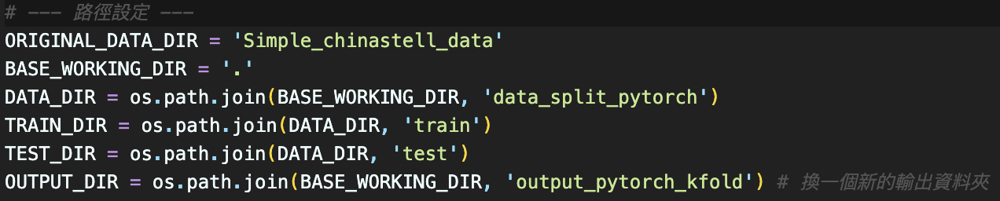 # --- 路徑設定 ---
ORIGINAL_DATA_DIR = 'Simple_chinastell_data'
BASE_WORKING_DIR = '.'
DATA_DIR = os.path.join(BASE_WORKING_DIR, 'data_split_pytorch')
TRAIN_DIR = os.path.join(DATA_DIR, 'train')
TEST_DIR = os.path.join(DATA_DIR, 'test')
OUTPUT_DIR = os.path.join(BASE_WORKING_DIR, 'output_pytorch_kfold') # 換一個新的輸出資料夾